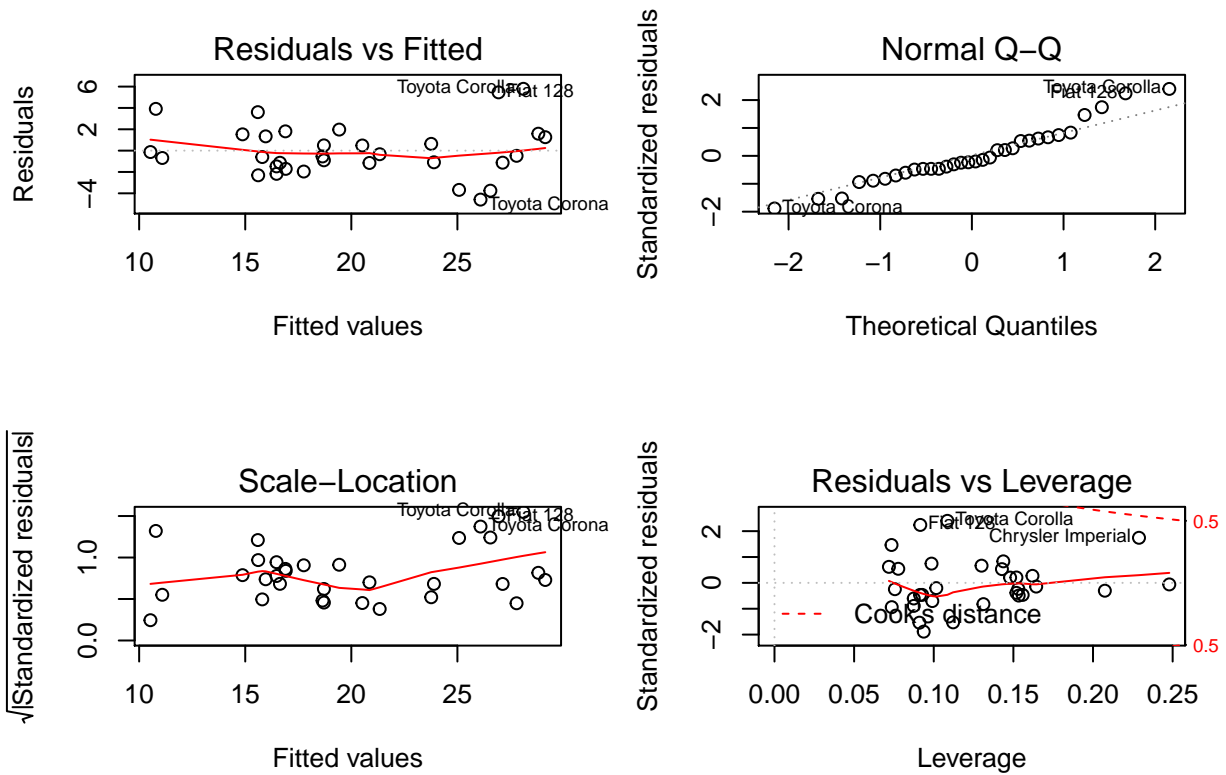 Residuals vs Fitted
Residuals
6
2
−4
Toyota Corolla
Fiat 128
Toyota Corona
10 15 20 25
Fitted values
Normal Q−Q
Standardized residuals
2
0
−2
Toyota Corolla
Fiat 128
Toyota Corona
−2 −1 0 1 2
Theoretical Quantiles
Scale−Location
√|Standardized residuals|
1.0
0.0
Toyota Corolla
Fiat 128
Toyota Corona
10 15 20 25
Fitted values
Residuals vs Leverage
Standardized residuals
2
0
−2
Fiat 128
Toyota Corolla
Chrysler Imperial
0.5
Cook's distance
0.5
0.00 0.05 0.10 0.15 0.20 0.25
Leverage